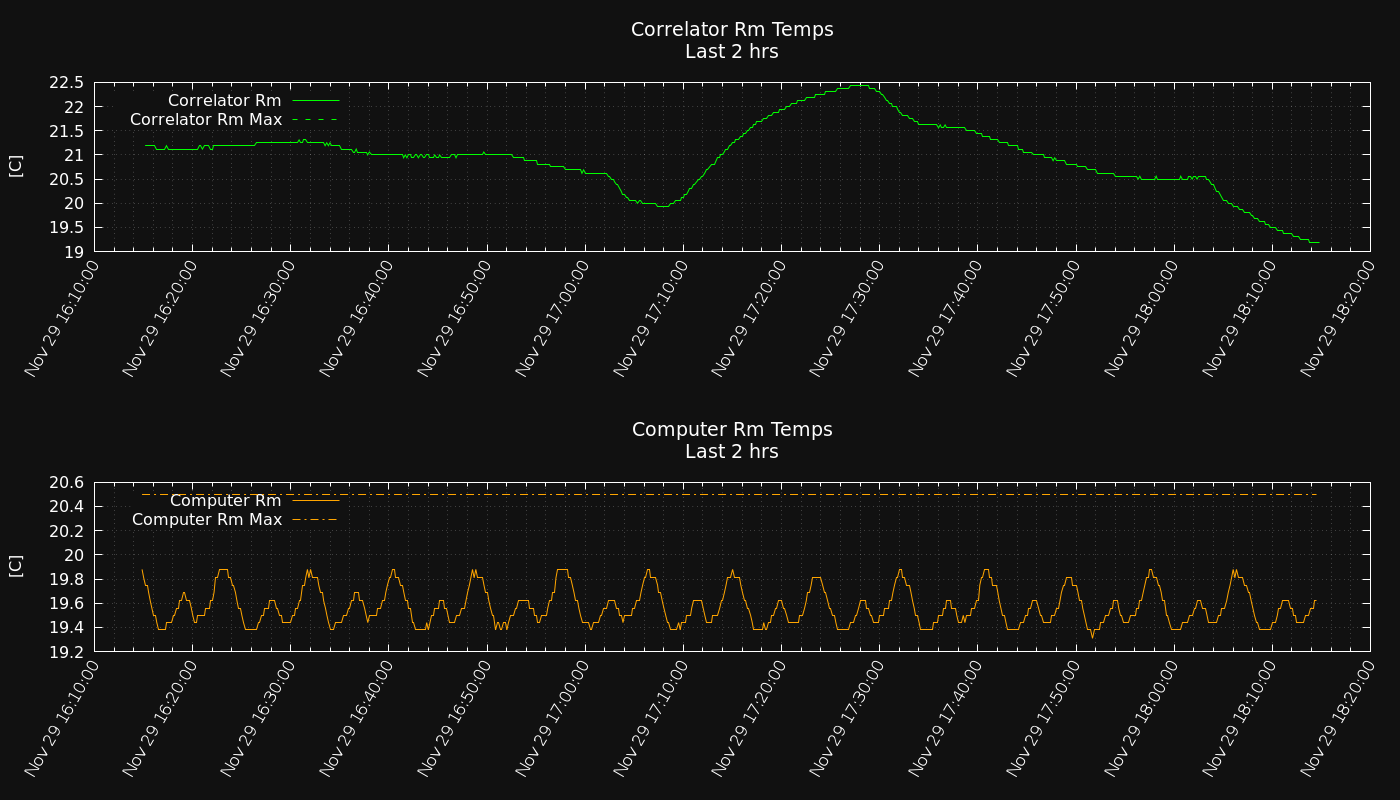 Correlator Rm Temps
Last 2 hrs
22.5
22
21.5
21
20.5
20
19.5
19
[C]
Correlator Rm
Correlator Rm Max
Nov 29 16:10:00
Nov 29 16:20:00
Nov 29 16:30:00
Nov 29 16:40:00
Nov 29 16:50:00
Nov 29 17:00:00
Nov 29 17:10:00
Nov 29 17:20:00
Nov 29 17:30:00
Nov 29 17:40:00
Nov 29 17:50:00
Nov 29 18:00:00
Nov 29 18:10:00
Nov 29 18:20:00
Computer Rm Temps
Last 2 hrs
20.6
20.4
20.2
20
19.8
19.6
19.4
19.2
[C]
Computer Rm
Computer Rm Max
Nov 29 16:10:00
Nov 29 16:20:00
Nov 29 16:30:00
Nov 29 16:40:00
Nov 29 16:50:00
Nov 29 17:00:00
Nov 29 17:10:00
Nov 29 17:20:00
Nov 29 17:30:00
Nov 29 17:40:00
Nov 29 17:50:00
Nov 29 18:00:00
Nov 29 18:10:00
Nov 29 18:20:00